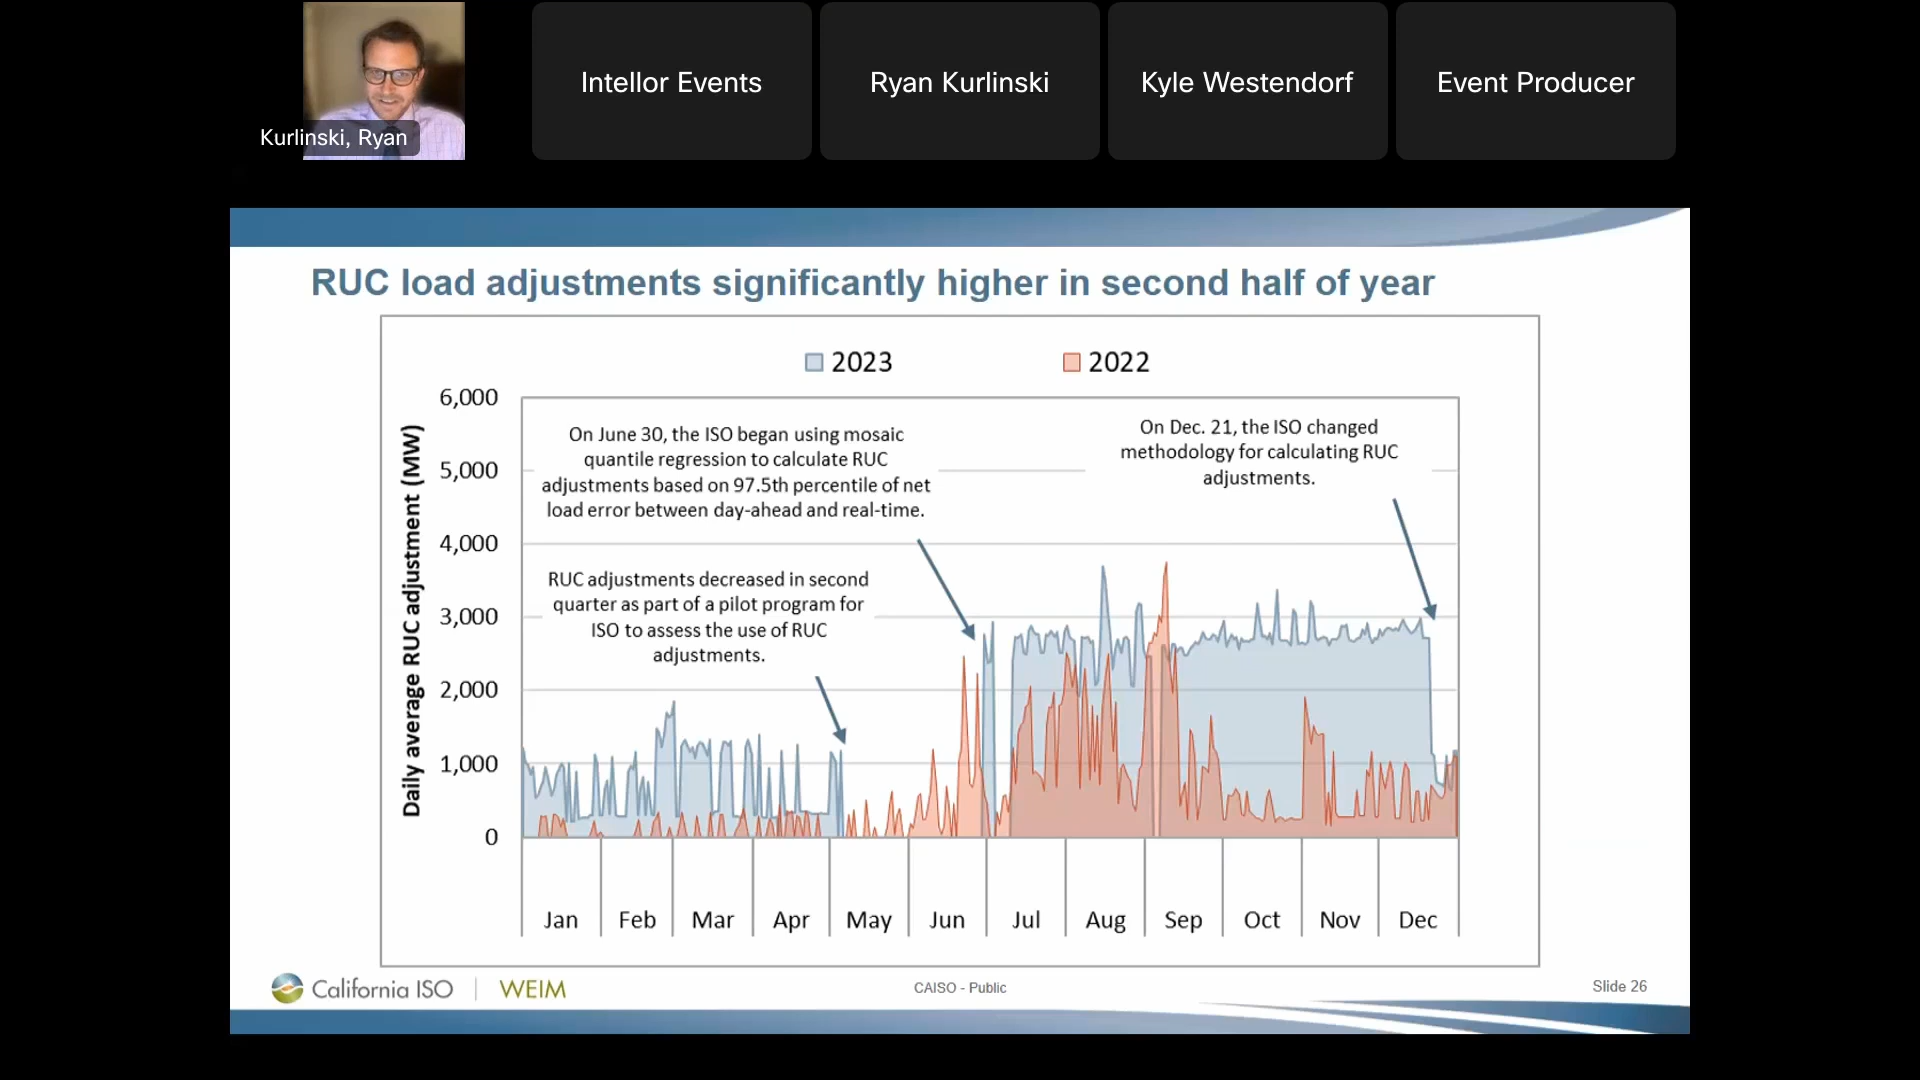 Kurlinski, Ryan
Intellor Events
Ryan Kurlinski
Kyle Westendorf
Event Producer
RUC load adjustments significantly higher in second half of year
2023
2022
Daily average RUC adjustment (MW)
6,000
5,000
4,000
3,000
2,000
1,000
0
On June 30, the ISO began using mosaic
quantile regression to calculate RUC
adjustments based on 97.5th percentile of net
load error between day-ahead and real-time.
RUC adjustments decreased in second
quarter as part of a pilot program for
ISO to assess the use of RUC
adjustments.
On Dec. 21, the ISO changed
methodology for calculating RUC
adjustments.
Jan Feb Mar Apr May Jun Jul Aug Sep Oct Nov Dec
California ISO | WEIM
CAISO - Public
Slide 26